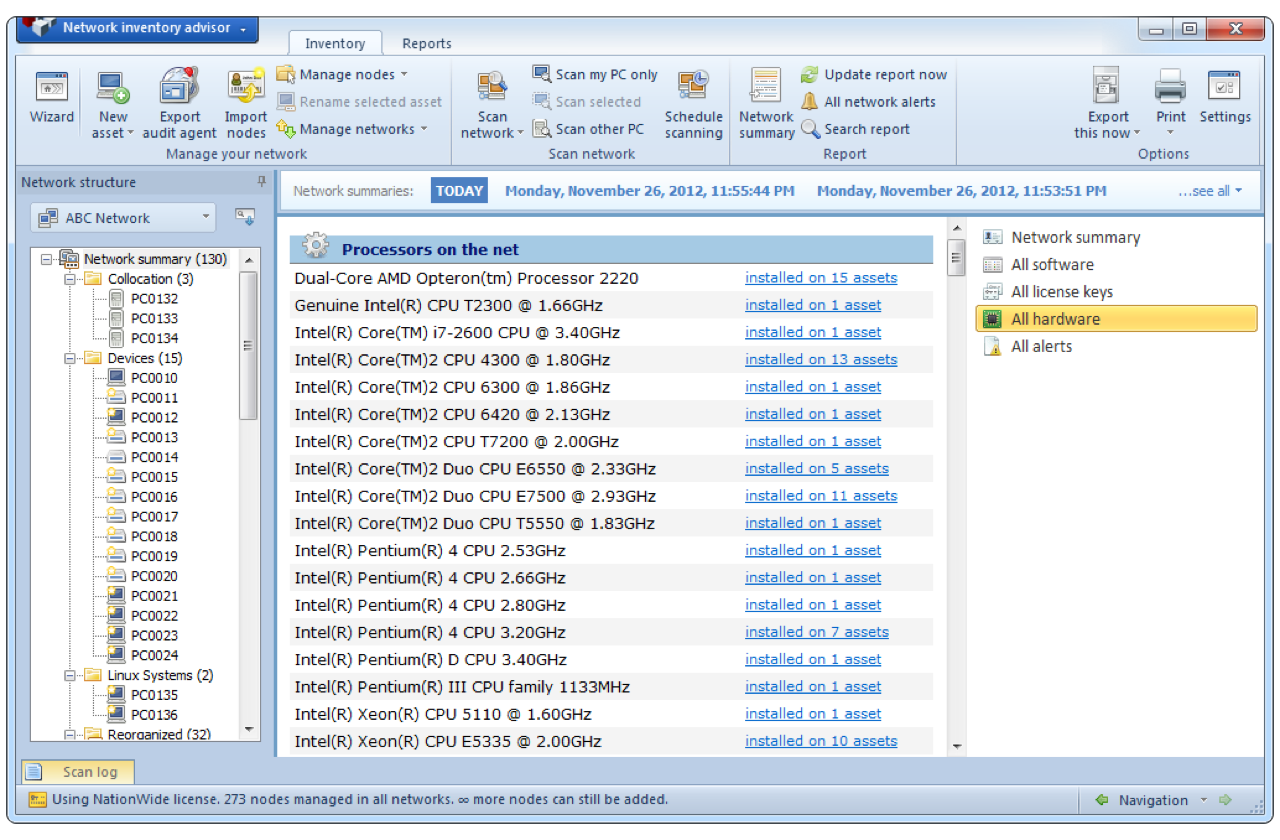 Network inventory advisor
Inventory Reports
Manage nodes
Rename selected asset
Manage networks
Wizard
New asset
Export audit agent
Import nodes
Manage your network
Scan network
Scan my PC only
Scan selected
Scan other PC
Schedule scanning
Scan network
Network summary
Update report now
All network alerts
Search report
Report
Export this now
Print
Settings
Options
Network structure
ABC Network
Network summary (130)
Collocation (3)
PC0132
PC0133
PC0134
Devices (15)
PC0010
PC0011
PC0012
PC0013
PC0014
PC0015
PC0016
PC0017
PC0018
PC0019
PC0020
PC0021
PC0022
PC0023
PC0024
Linux Systems (2)
PC0135
PC0136
Reorganized (32)
Network summaries: TODAY Monday, November 26, 2012, 11:55:44 PM Monday, November 26, 2012, 11:53:51 PM ...see all
Processors on the net
Dual-Core AMD Opteron(tm) Processor 2220 installed on 15 assets
Genuine Intel(R) CPU T2300 @ 1.66GHz installed on 1 asset
Intel(R) Core(TM) i7-2600 CPU @ 3.40GHz installed on 1 asset
Intel(R) Core(TM)2 CPU 4300 @ 1.80GHz installed on 13 assets
Intel(R) Core(TM)2 CPU 6300 @ 1.86GHz installed on 1 asset
Intel(R) Core(TM)2 CPU 6420 @ 2.13GHz installed on 1 asset
Intel(R) Core(TM)2 CPU T7200 @ 2.00GHz installed on 1 asset
Intel(R) Core(TM)2 Duo CPU E6550 @ 2.33GHz installed on 5 assets
Intel(R) Core(TM)2 Duo CPU E7500 @ 2.93GHz installed on 11 assets
Intel(R) Core(TM)2 Duo CPU T5550 @ 1.83GHz installed on 1 asset
Intel(R) Pentium(R) 4 CPU 2.53GHz installed on 1 asset
Intel(R) Pentium(R) 4 CPU 2.66GHz installed on 1 asset
Intel(R) Pentium(R) 4 CPU 2.80GHz installed on 1 asset
Intel(R) Pentium(R) 4 CPU 3.20GHz installed on 7 assets
Intel(R) Pentium(R) D CPU 3.40GHz installed on 1 asset
Intel(R) Pentium(R) III CPU family 1133MHz installed on 1 asset
Intel(R) Xeon(R) CPU 5110 @ 1.60GHz installed on 1 asset
Intel(R) Xeon(R) CPU E5335 @ 2.00GHz installed on 10 assets
Network summary
All software
All license keys
All hardware
All alerts
Scan log
Using NationWide license. 273 nodes managed in all networks. ∞ more nodes can still be added.
Navigation